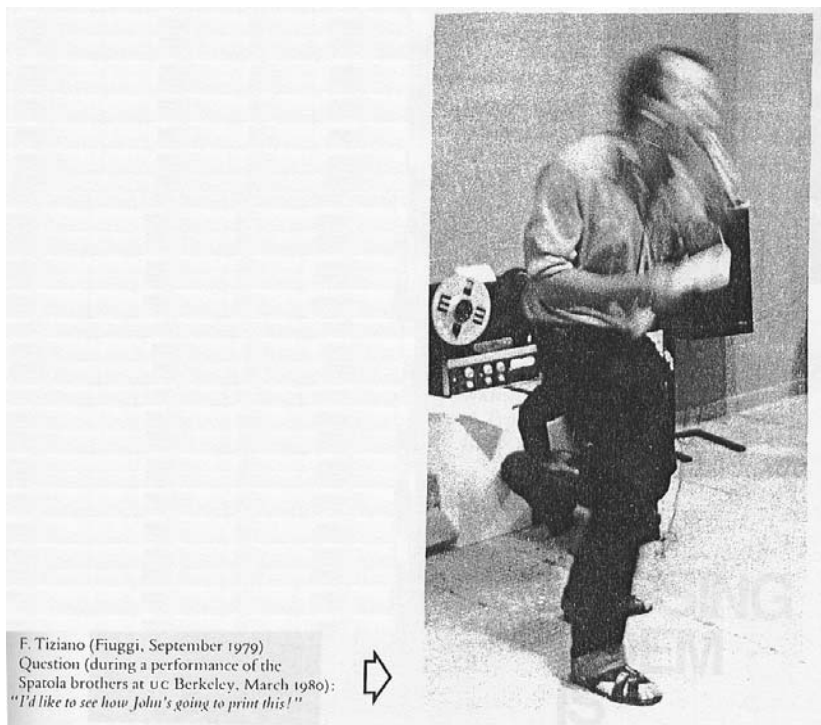 F. Tiziano (Fiuggi, September 1979)
Question (during a performance of the
Spatola brothers at UC Berkeley, March 1980):
"I'd like to see how John's going to print this!"